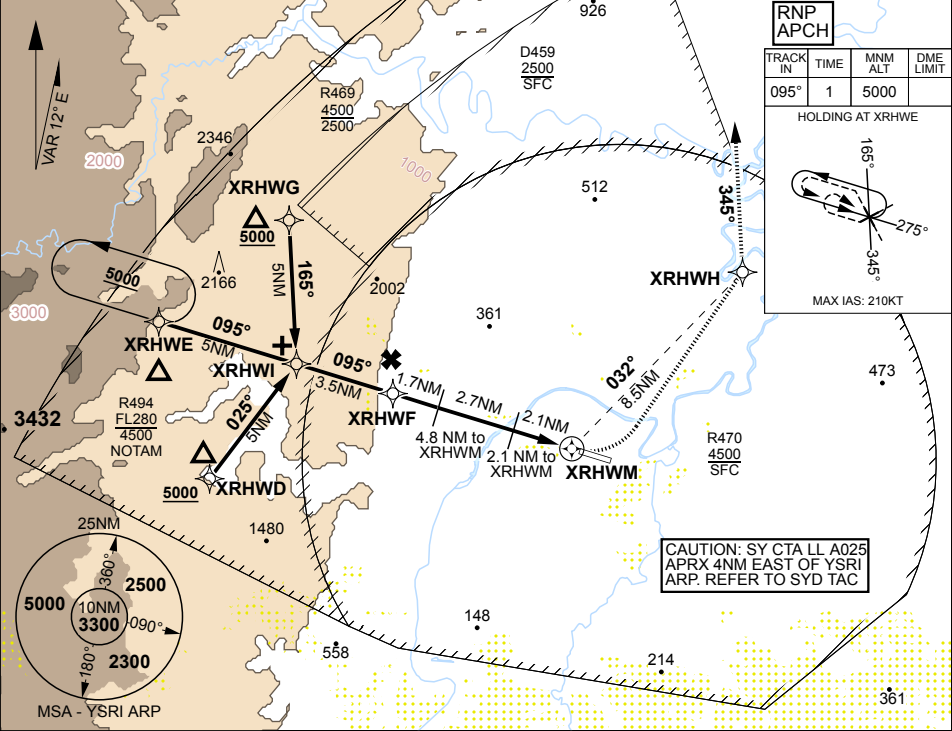 926
RNP
APCH
TRACK IN
TIME
MNM ALT
DME LIMIT
095°
1
5000
HOLDING AT XRHWE
165°
275°
345°
MAX IAS: 210KT
D459
2500
SFC
R469
4500
2500
VAR 12° E
2000
2346
1000
XRHWG
5000
512
345°
165°
5NM
5000
2166
2002
XRHWH
3000
361
095°
5NM
XRHWE
XRHWI
095°
3.5NM
XRHWF
1.7NM
2.7NM
2.1NM
032°
8.5NM
473
R494
FL280
4500
NOTAM
025°
5NM
3432
4.8 NM to
XRHWM
2.1 NM to
XRHWM
XRHWM
R470
4500
SFC
5000
XRHWD
1480
25NM
360°
5000
2500
10NM
3300
090°
180°
2300
MSA - YSRI ARP
CAUTION: SY CTA LL A025
APRX 4NM EAST OF YSRI
ARP. REFER TO SYD TAC
148
558
214
361